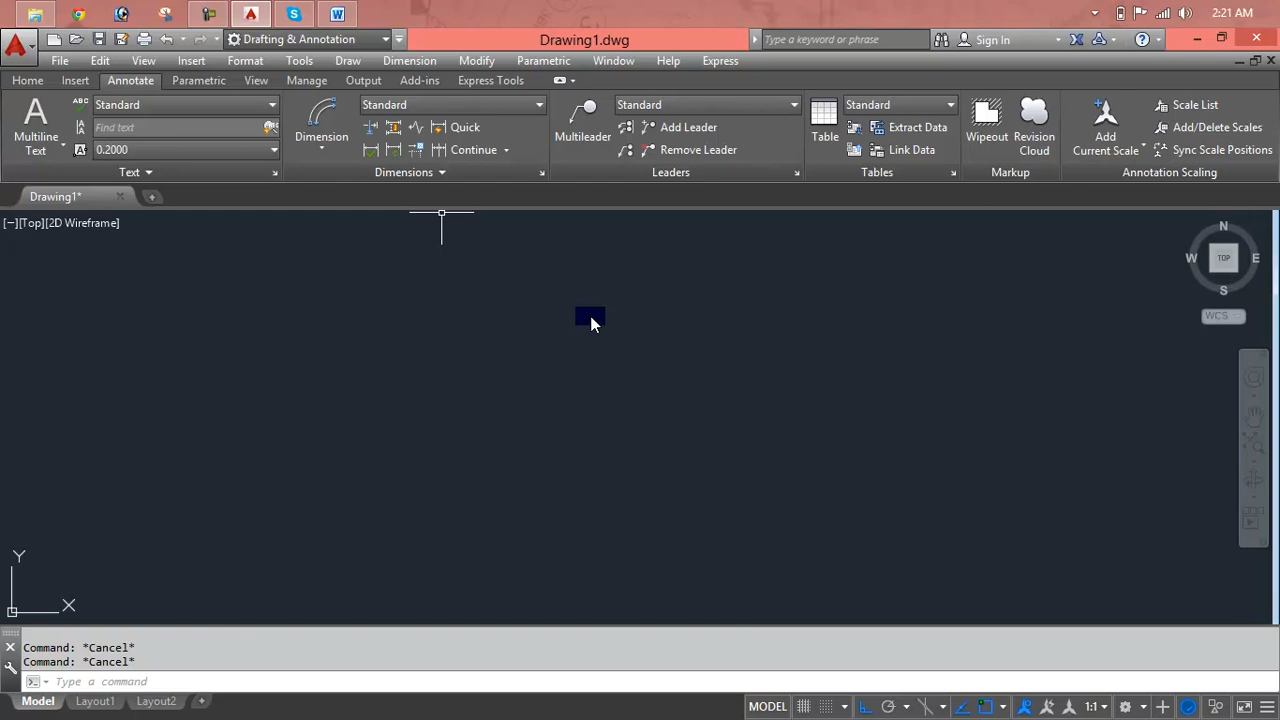 2:21 AM
Drafting & Annotation
Drawing1.dwg
Type a keyword or phrase
Sign In
File Edit View Insert Format Tools Draw Dimension Modify Parametric Window Help Express
Home Insert Annotate Parametric View Manage Output Add-ins Express Tools
Multiline
Text
ABC
Standard
Find text
0.2000
Text
Dimension
Standard
Quick
Continue
Dimensions
Multileader
Standard
Add Leader
Remove Leader
Leaders
Table
Standard
Extract Data
Link Data
Tables
Wipeout
Revision
Cloud
Markup
Add
Current Scale
Scale List
Add/Delete Scales
Sync Scale Positions
Annotation Scaling
Drawing1*
[−][Top][2D Wireframe]
N
W TOP E
S
WCS
Y
X
Command: *Cancel*
Command: *Cancel*
Type a command
Model Layout1 Layout2
MODEL
1:1